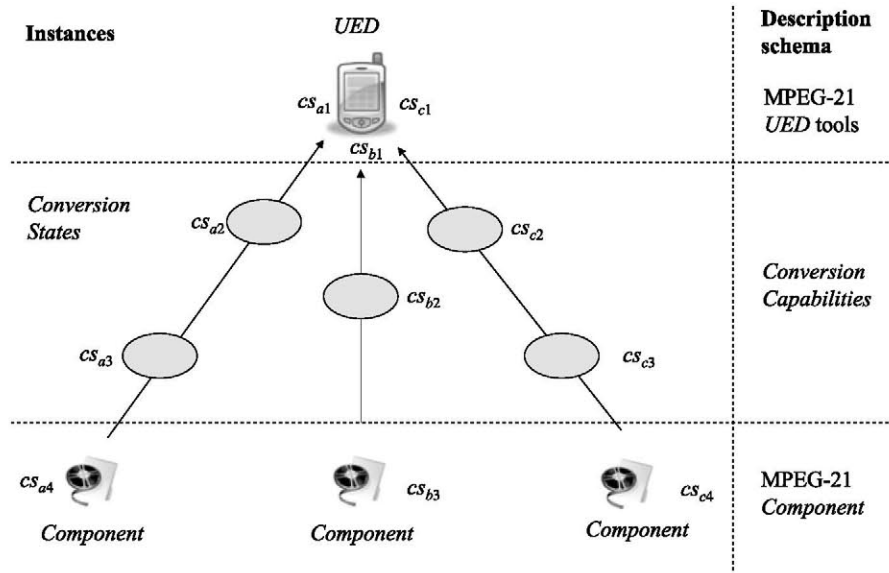 Instances
UED
Description
schema
MPEG-21
UED tools
cs_a1
cs_c1
cs_b1
Conversion
States
cs_a2
cs_c2
cs_b2
Conversion
Capabilities
cs_a3
cs_c3
cs_a4
cs_b3
cs_c4
MPEG-21
Component
Component
Component
Component